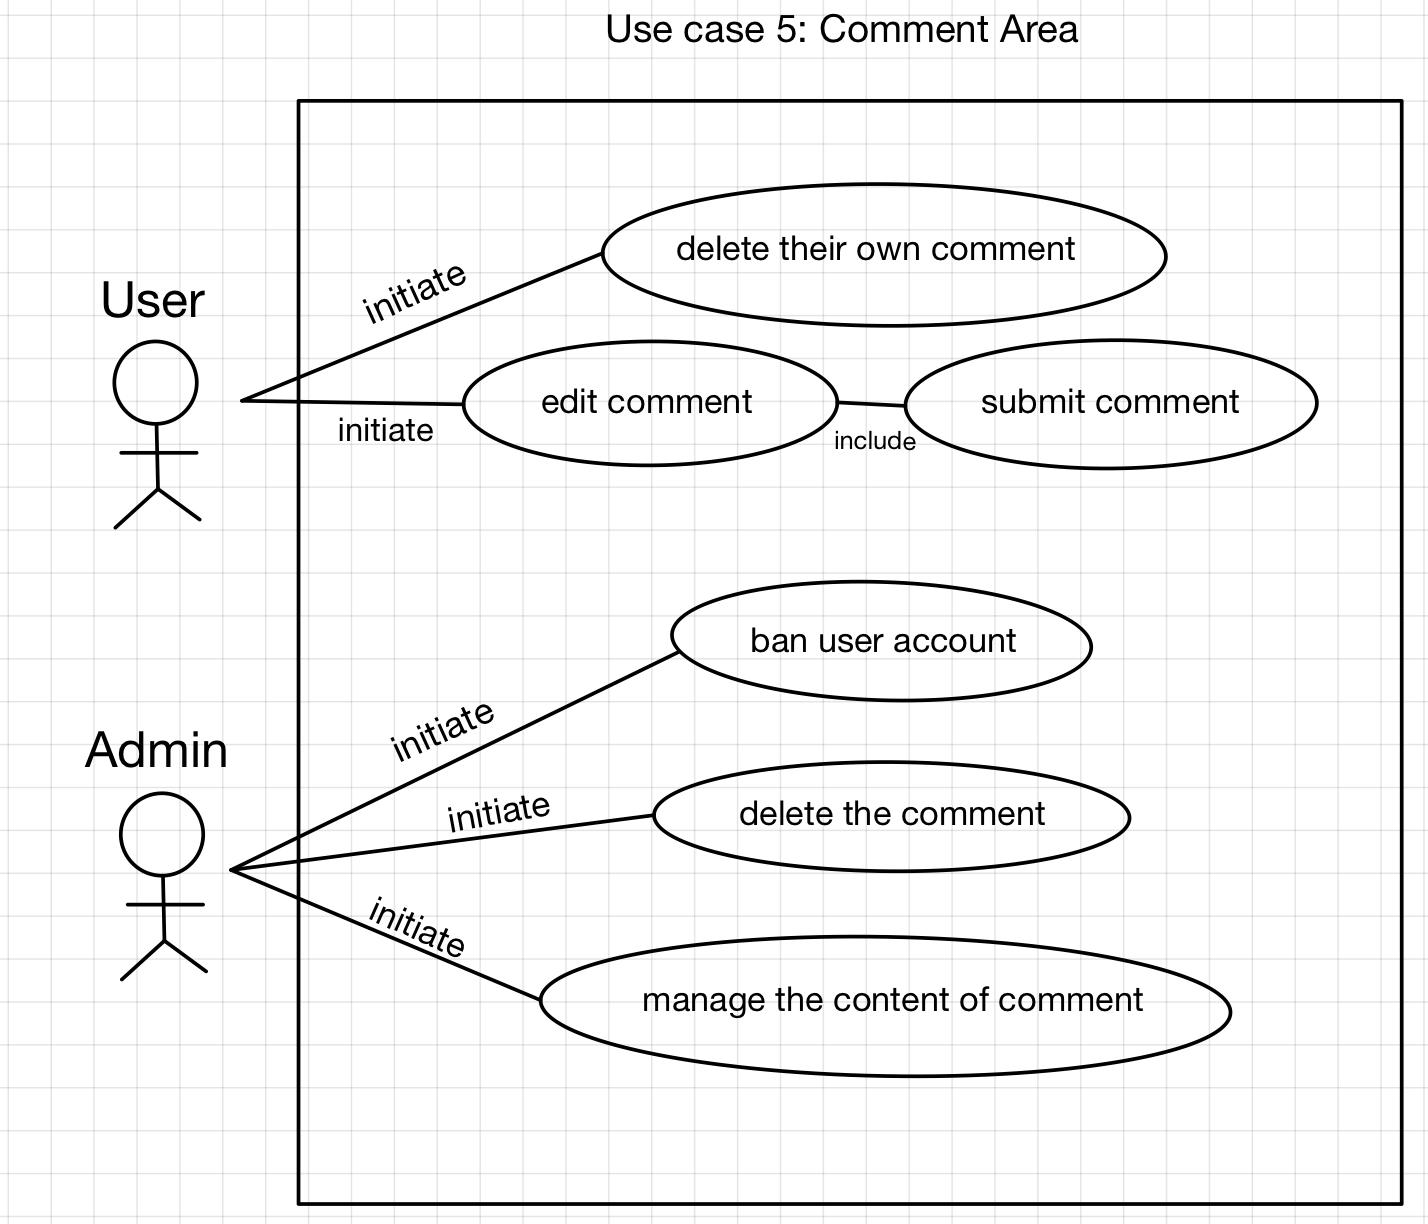 Use case 5: Comment Area
User
initiate
delete their own comment
initiate
edit comment
include
submit comment
Admin
initiate
ban user account
initiate
delete the comment
initiate
manage the content of comment